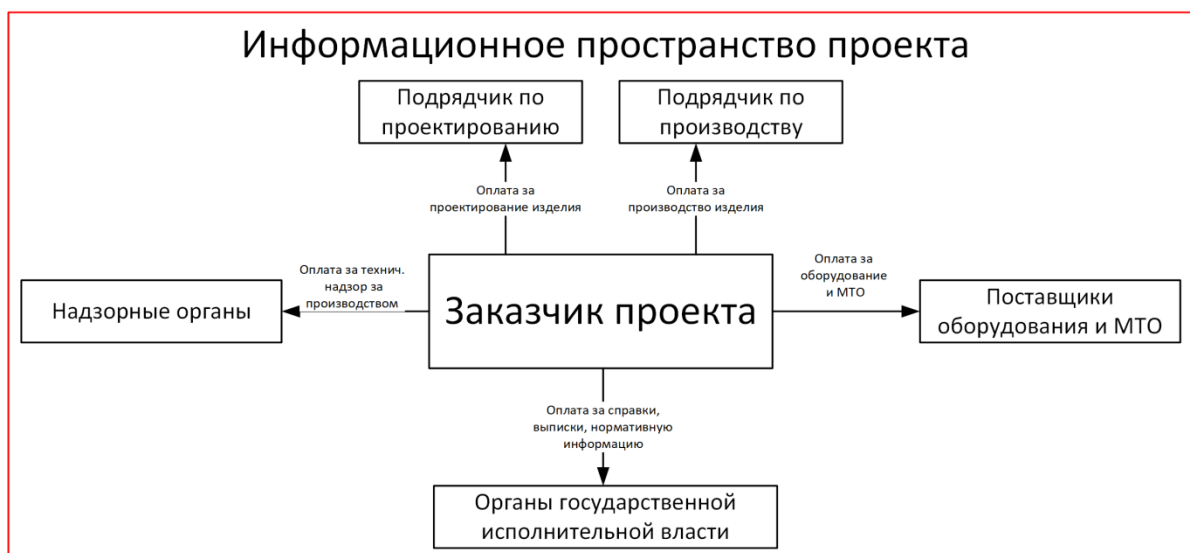 Информационное пространство проекта
Подрядчик по
проектированию
Подрядчик по
производству
Оплата за
проектирование изделия
Оплата за
производство изделия
Надзорные органы
Оплата за технич.
надзор за
производством
Заказчик проекта
Оплата за
оборудование
и МТО
Поставщики
оборудования и МТО
Оплата за справки,
выписки, нормативную
информацию
Органы государственной
исполнительной власти